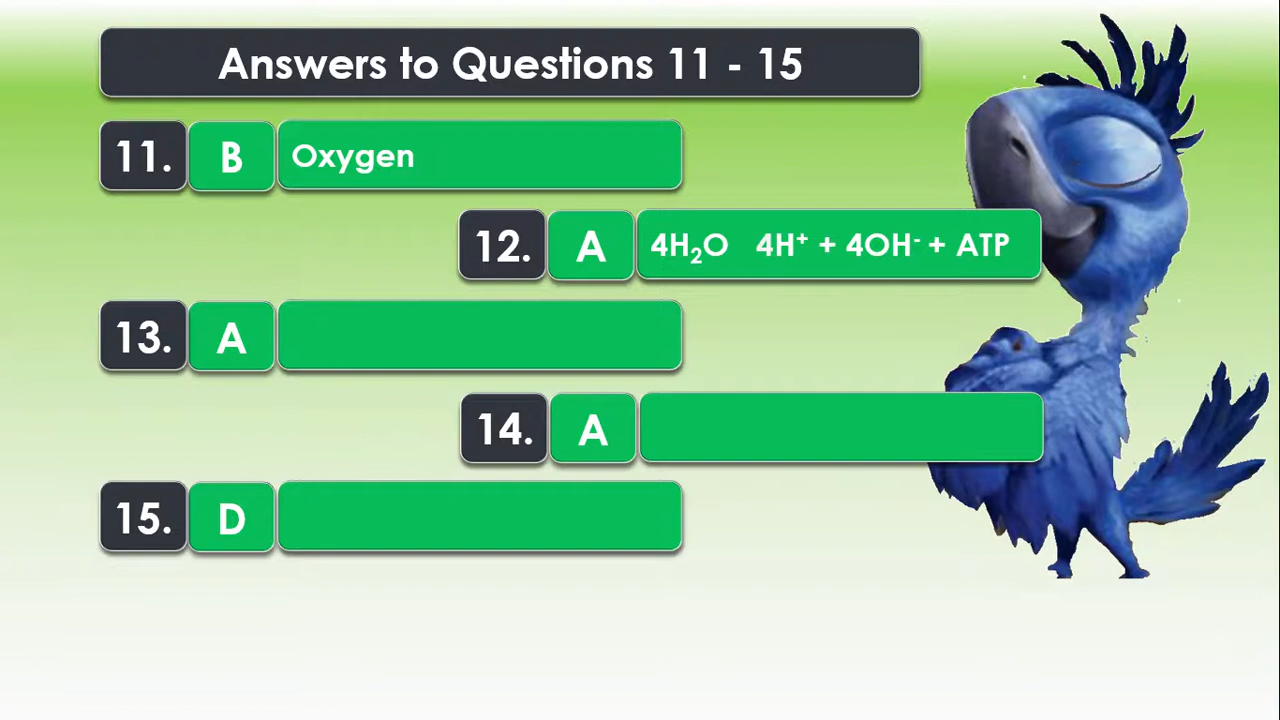 Answers to Questions 11 - 15
11. B Oxygen
12. A 4H₂O 4H⁺ + 4OH⁻ + ATP
13. A
14. A
15. D